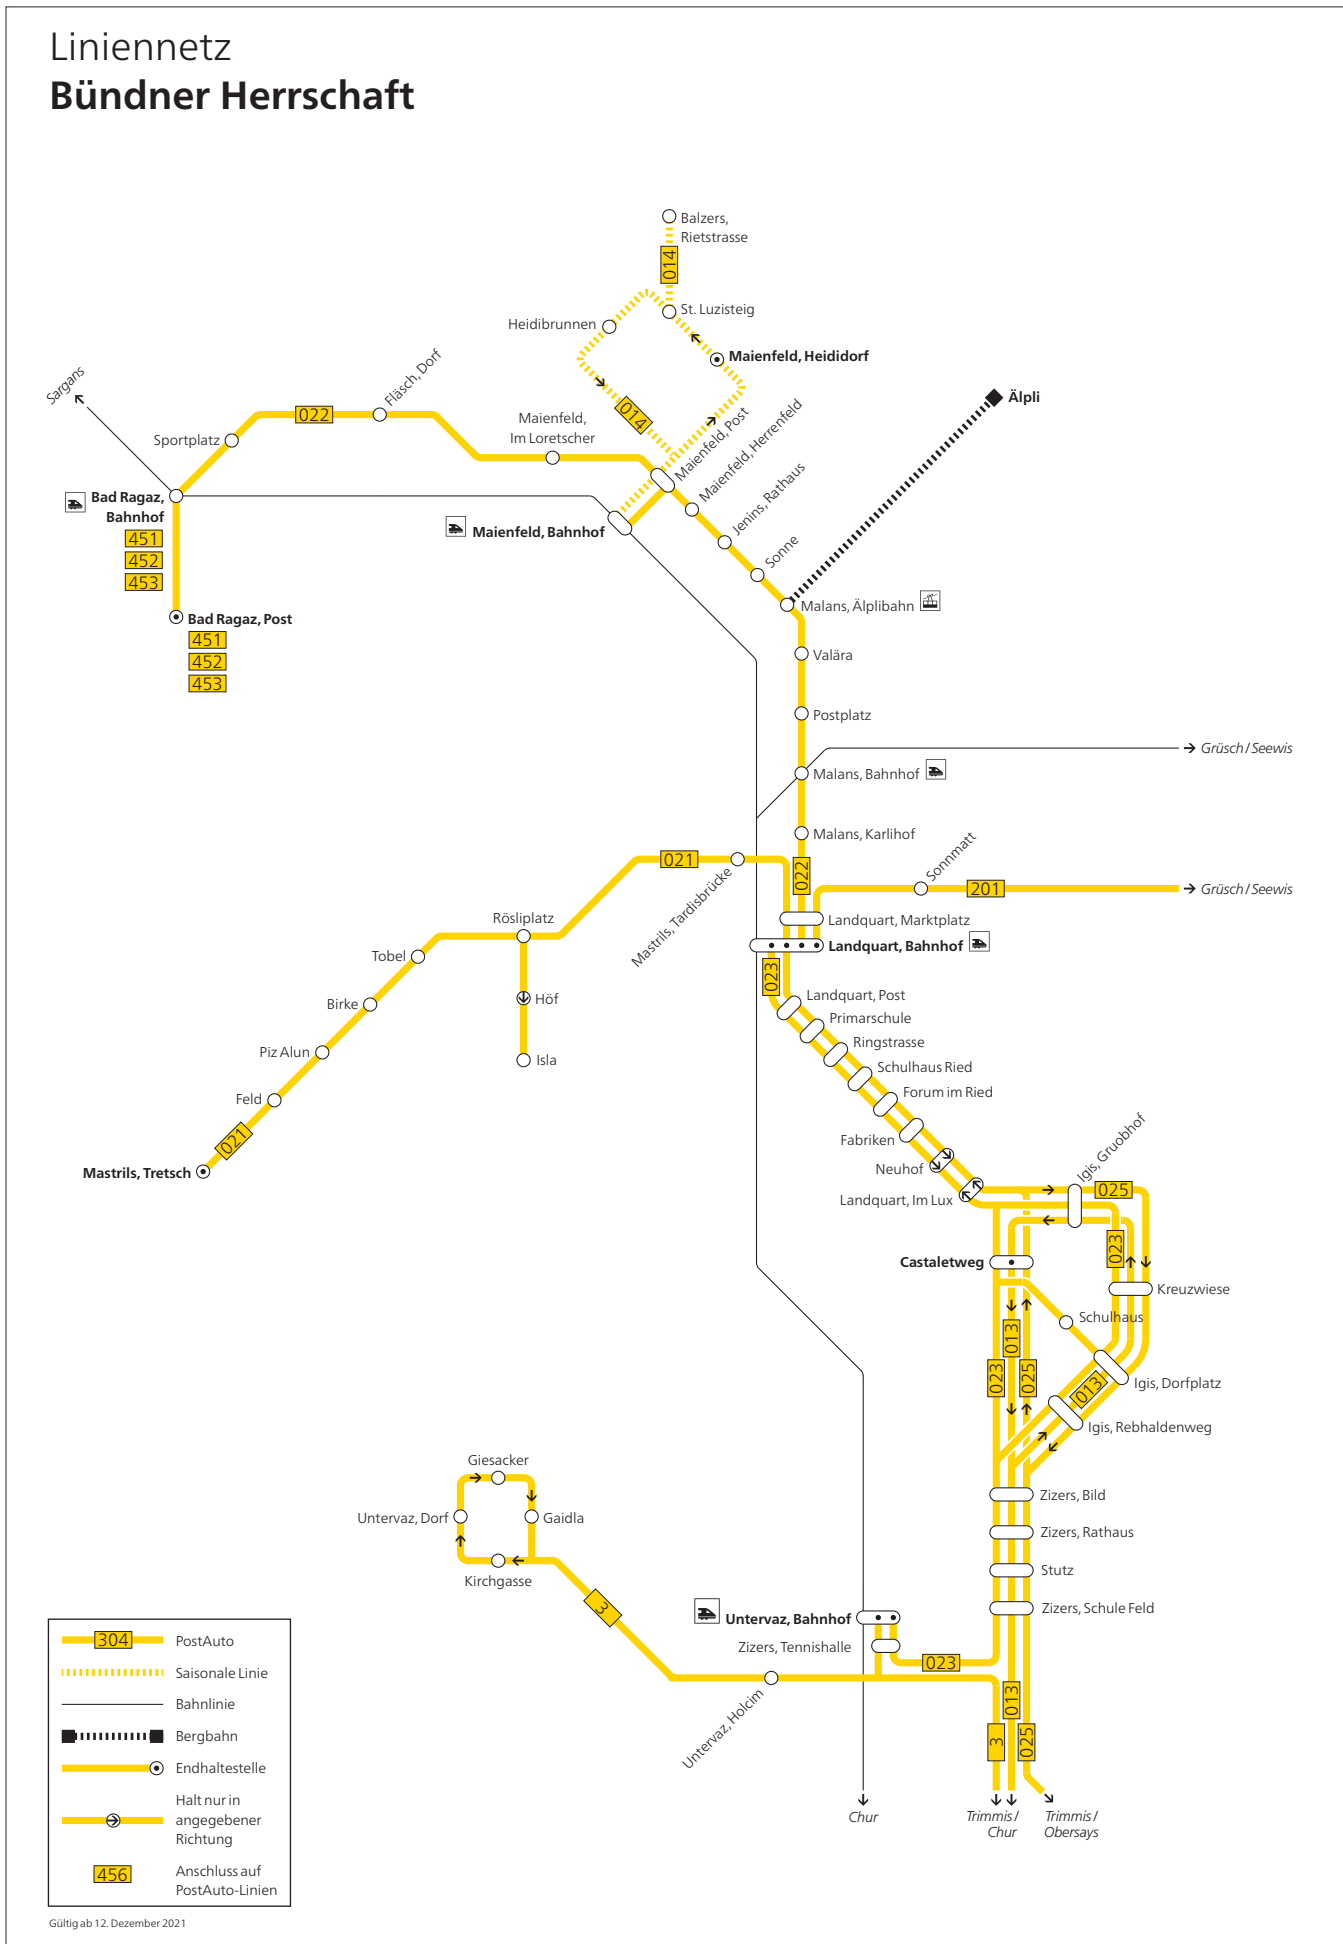 Liniennetz
Bündner Herrschaft
Balzers,
Rietstrasse
014
St. Luzisteig
Heidibrunnen
Maienfeld, Heididorf
Sargans
Fläsch, Dorf
022
Sportplatz
Maienfeld,
Im Loretscher
014
Maienfeld, Post
Maienfeld, Herrenfeld
Älpli
Jenins, Rathaus
Sonne
Bad Ragaz,
Bahnhof
451
452
453
Maienfeld, Bahnhof
Malans, Älplibahn
Bad Ragaz, Post
451
452
453
Valära
Postplatz
Grüsch / Seewis
Malans, Bahnhof
Malans, Karlihof
021
Mastrils, Tardisbrücke
022
Sonnmatt
201
Grüsch / Seewis
Landquart, Marktplatz
Landquart, Bahnhof
Rösliplatz
Tobel
Birke
Höf
Piz Alun
Isla
Feld
021
Mastrils, Tretsch
023
Landquart, Post
Primarschule
Ringstrasse
Schulhaus Ried
Forum im Ried
Fabriken
Neuhof
Landquart, Im Lux
Igis, Gruobhof
025
023
Castaletweg
Kreuzwiese
Schulhaus
013
023
025
013
Igis, Dorfplatz
Igis, Rebhaldenweg
Giesacker
Untervaz, Dorf
Gaidla
Kirchgasse
3
Zizers, Bild
Zizers, Rathaus
Stutz
Zizers, Schule Feld
Untervaz, Bahnhof
Zizers, Tennishalle
023
Untervaz, Holcim
013
3
025
Chur
Trimmis /
Chur
Trimmis /
Obersays
304
PostAuto
Saisonale Linie
Bahnlinie
Bergbahn
Endhaltestelle
Halt nur in
angegebener
Richtung
456
Anschluss auf
PostAuto-Linien
Gültig ab 12. Dezember 2021